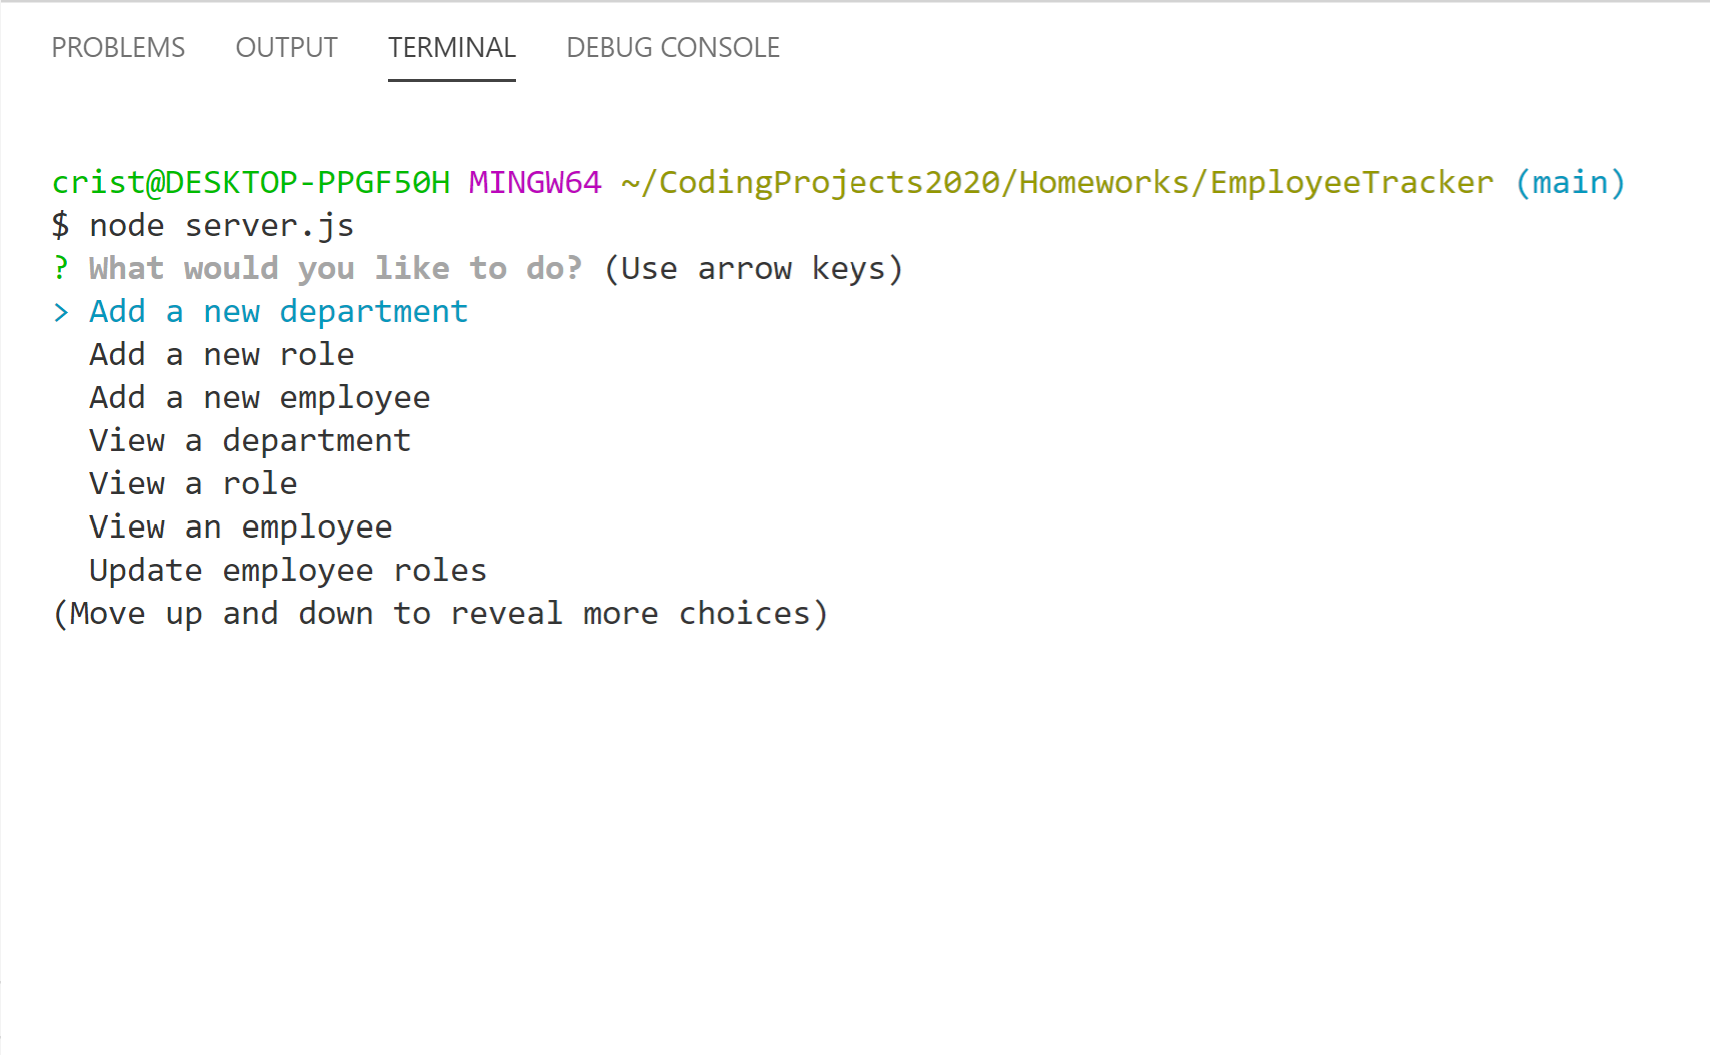 PROBLEMS OUTPUT TERMINAL DEBUG CONSOLE
crist@DESKTOP-PPGF50H MINGW64 ~/CodingProjects2020/Homeworks/EmployeeTracker (main)
$ node server.js
? What would you like to do? (Use arrow keys)
> Add a new department
  Add a new role
  Add a new employee
  View a department
  View a role
  View an employee
  Update employee roles
(Move up and down to reveal more choices)